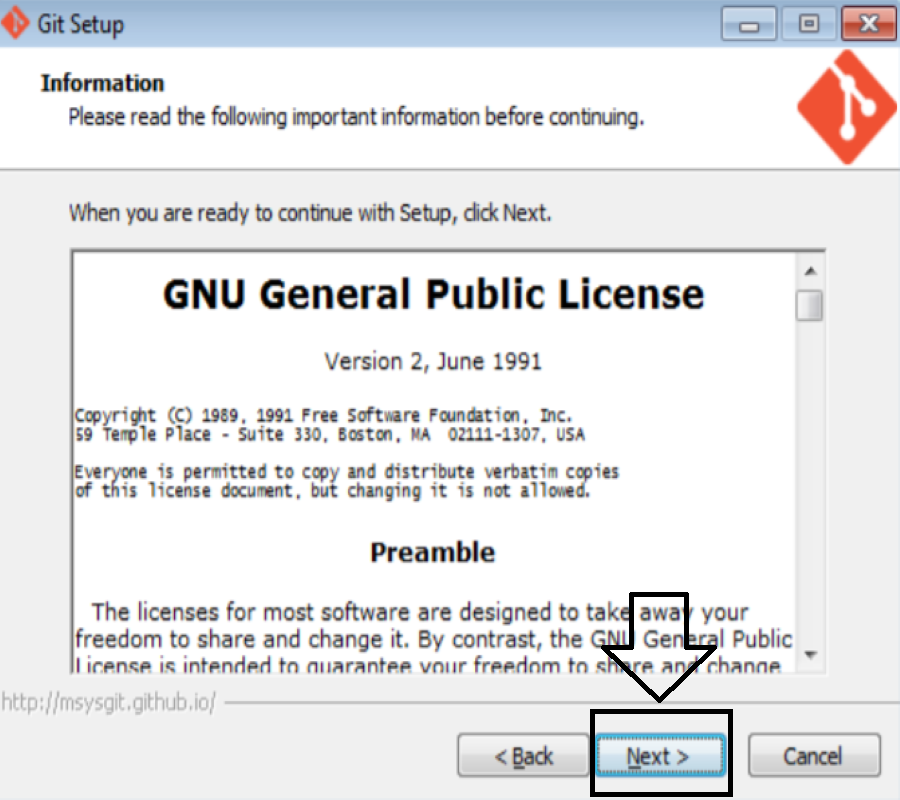 Git Setup
Information
Please read the following important information before continuing.
When you are ready to continue with Setup, click Next.
GNU General Public License
Version 2, June 1991
Copyright (C) 1989, 1991 Free Software Foundation, Inc.
59 Temple Place - Suite 330, Boston, MA  02111-1307, USA
Everyone is permitted to copy and distribute verbatim copies
of this license document, but changing it is not allowed.
Preamble
The licenses for most software are designed to take away your
freedom to share and change it. By contrast, the GNU General Public
License is intended to guarantee your freedom to share and change
http://msysgit.github.io/
< Back
Next >
Cancel